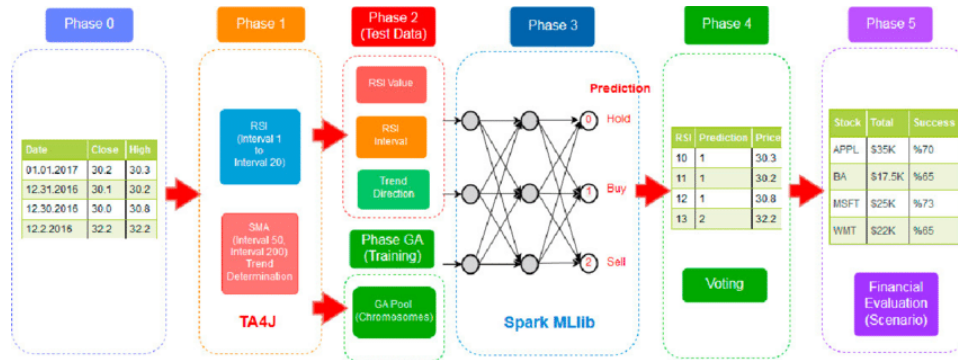 Phase 0
Date Close High
01.01.2017 30.2 30.3
12.31.2016 30.1 30.2
12.30.2016 30.0 30.8
12.2.2016 32.2 32.2
Phase 1
RSI
(Interval 1
to
Interval 20)
SMA
(Interval 50,
Interval 200)
Trend
Determination
TA4J
Phase 2
(Test Data)
RSI Value
RSI
Interval
Trend
Direction
Phase GA
(Training)
GA Pool
(Chromosomes)
Phase 3
Prediction
0 Hold
1 Buy
2 Sell
Spark MLlib
Phase 4
RSI Prediction Price
10 1 30.3
11 1 30.2
12 1 30.8
13 2 32.2
Voting
Phase 5
Stock Total Success
APPL $35K %70
BA $17.5K %65
MSFT $25K %73
WMT $22K %65
Financial
Evaluation
(Scenario)